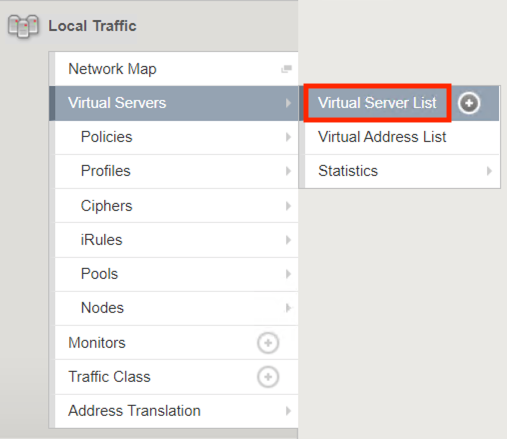 Local Traffic
Network Map
Virtual Servers
Virtual Server List
Policies
Virtual Address List
Profiles
Statistics
Ciphers
iRules
Pools
Nodes
Monitors
Traffic Class
Address Translation